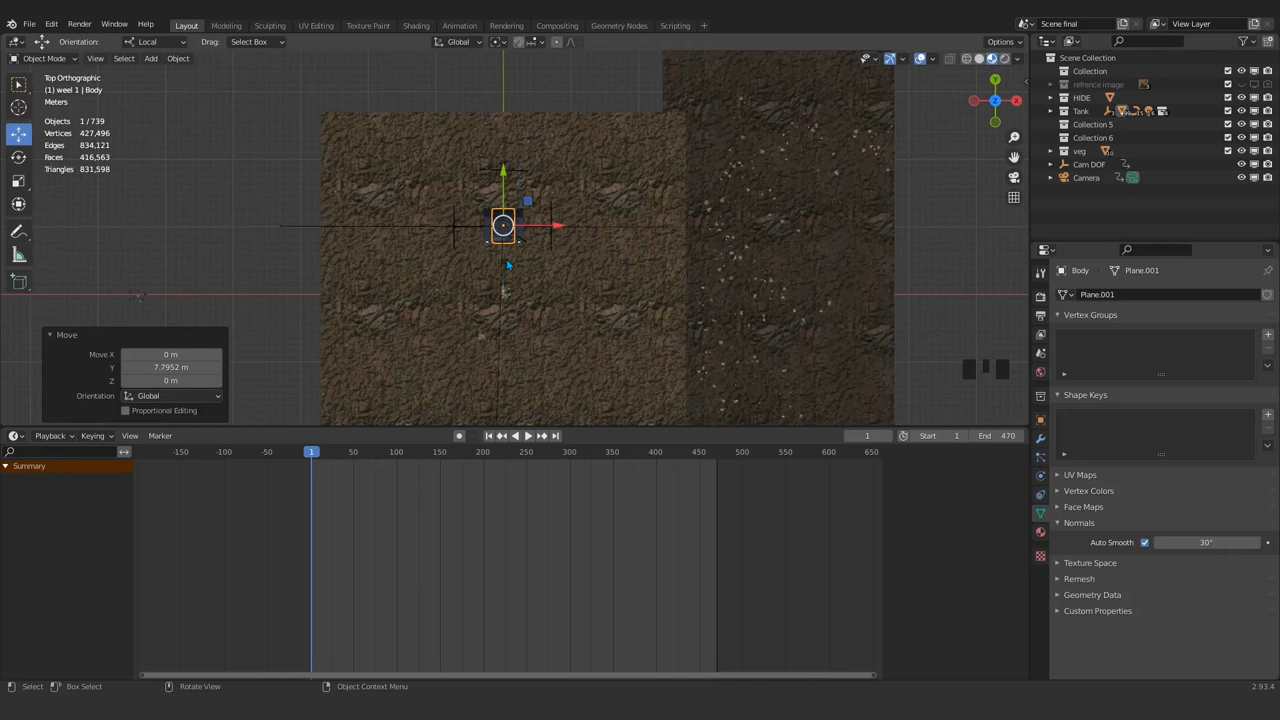 File Edit Render Window Help Layout Modeling Sculpting UV Editing Texture Paint Shading Animation Rendering Compositing Geometry Nodes Scripting + Scene final View Layer
Orientation: Local Drag: Select Box Global Options
Object Mode View Select Add Object
Top Orthographic
(1) weel 1 | Body
Meters
Objects 1 / 739
Vertices 427,496
Edges 834,121
Faces 416,563
Triangles 831,598
Y
X
Z
Scene Collection
Collection
refrence image
HIDE
Tank
Collection 5
Collection 6
veg
Cam DOF
Camera
Body Plane.001
Plane.001
Vertex Groups
Shape Keys
UV Maps
Vertex Colors
Face Maps
Normals
Auto Smooth 30°
Texture Space
Remesh
Geometry Data
Custom Properties
Move
Move X 0 m
Y 7.7952 m
Z 0 m
Orientation Global
Proportional Editing
Playback Keying View Marker 1 Start 1 End 470
-150 -100 -50 1 50 100 150 200 250 300 350 400 450 500 550 600 650
Summary
Select Box Select Rotate View Object Context Menu 2.93.4